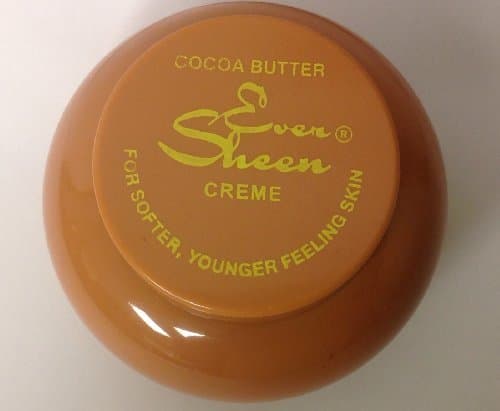 COCOA BUTTER
Ever ®
Sheen
CREME
FOR SOFTER, YOUNGER FEELING SKIN